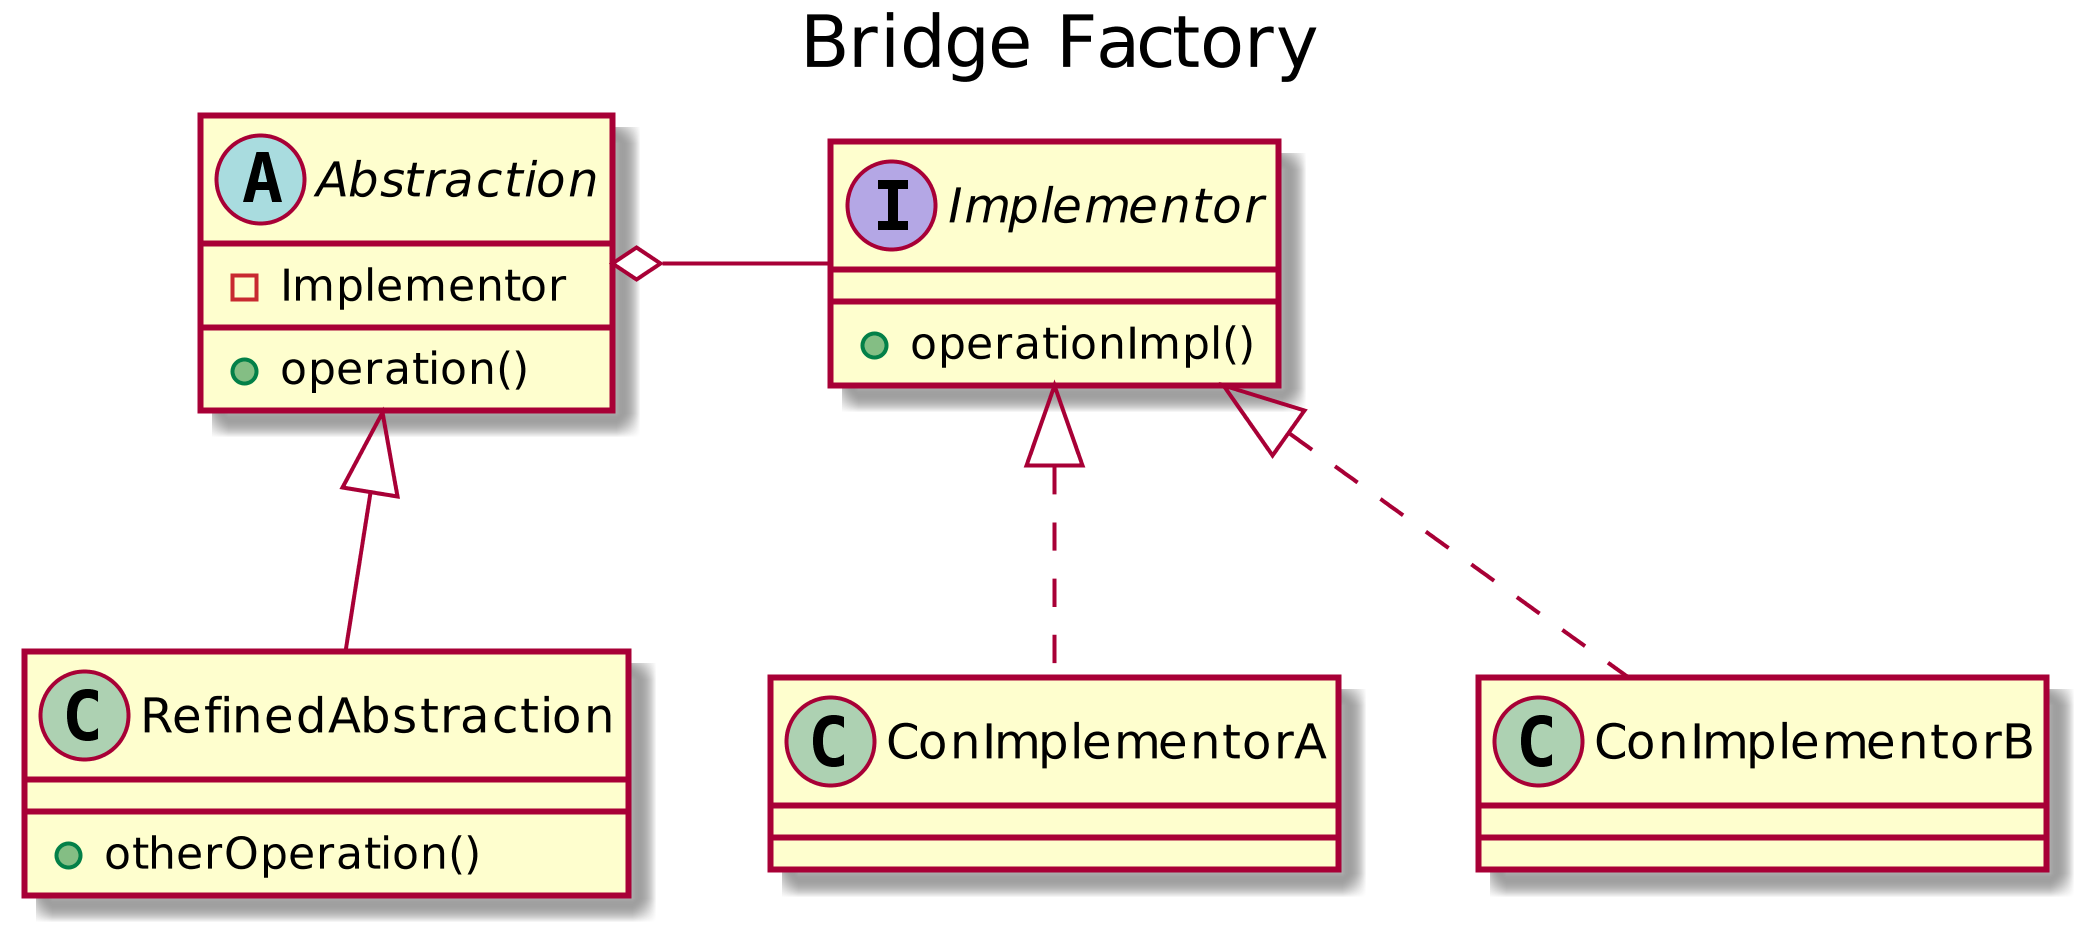 Bridge Factory
A Abstraction
Implementor
operation()
I Implementor
operationImpl()
C RefinedAbstraction
otherOperation()
C ConImplementorA
C ConImplementorB